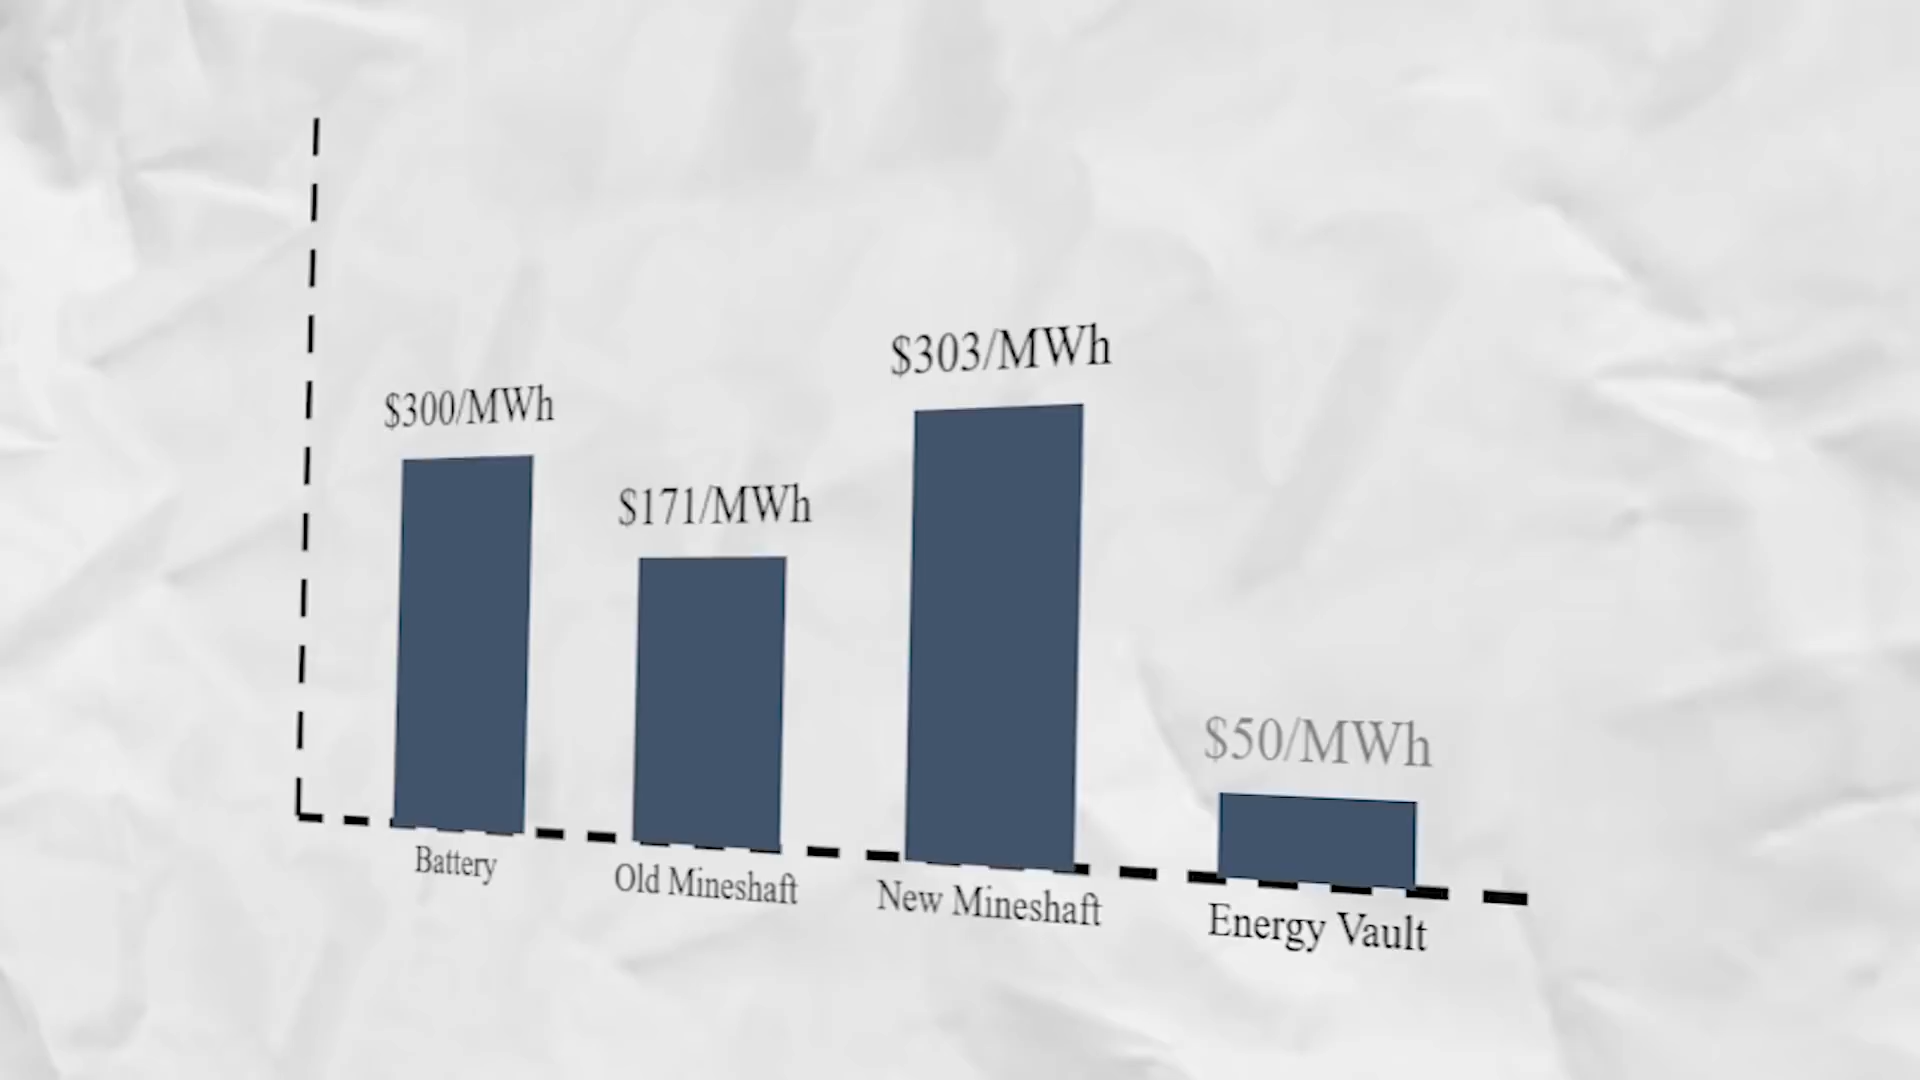 $300/MWh
$171/MWh
$303/MWh
$50/MWh
Battery
Old Mineshaft
New Mineshaft
Energy Vault